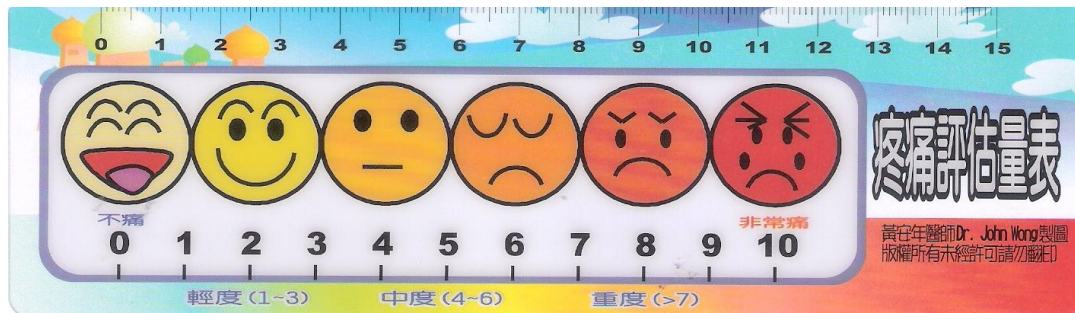 0 1 2 3 4 5 6 7 8 9 10 11 12 13 14 15
不痛
非常痛
0 1 2 3 4 5 6 7 8 9 10
輕度(1~3) 中度(4~6) 重度(>7)
疼痛評估量表
黃安年醫師Dr. John Wong製圖
版權所有未經許可請勿翻印